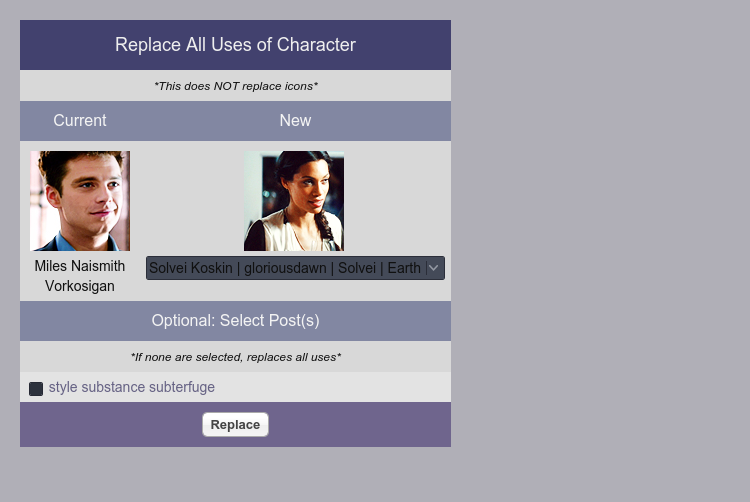 Replace All Uses of Character
*This does NOT replace icons*
Current New
Miles Naismith
Vorkosigan
Solvei Koskin | gloriousdawn | Solvei | Earth
Optional: Select Post(s)
*If none are selected, replaces all uses*
style substance subterfuge
Replace